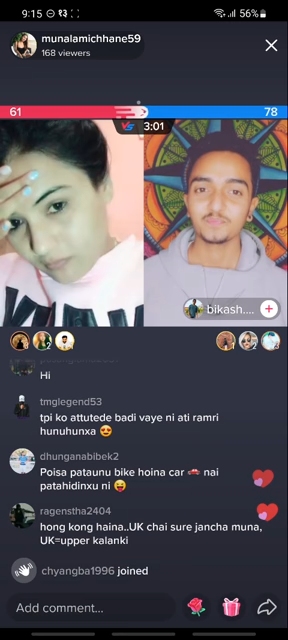 9:15
56%
munalamichhane59
168 viewers
61
78
VS 3:01
bikash....
Hi
tmglegend53
tpi ko attutede badi vaye ni ati ramri
hunuhunxa 😍
dhunganabibek2
Poisa pataunu bike hoina car 🚗 nai
patahidinxu ni 😜
ragenstha2404
hong kong haina..UK chai sure jancha muna,
UK=upper kalanki
chyangba1996 joined
Add comment...